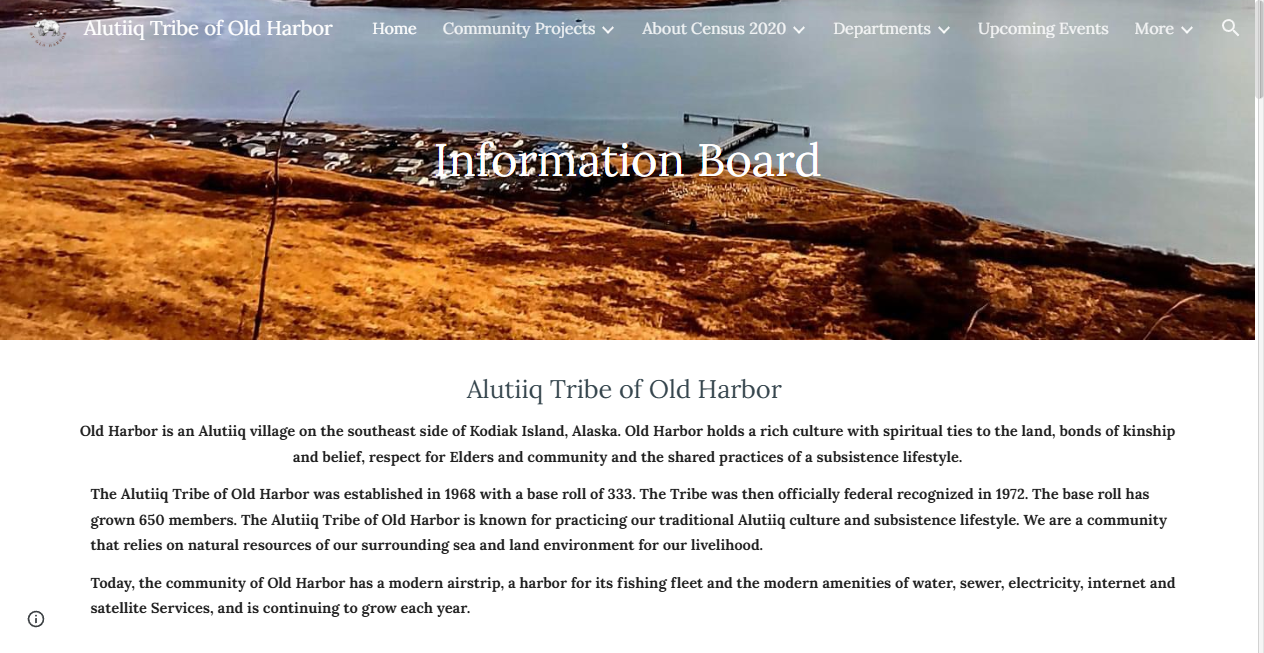 Alutiiq Tribe of Old Harbor
Home Community Projects About Census 2020 Departments Upcoming Events More
Information Board
Alutiiq Tribe of Old Harbor
Old Harbor is an Alutiiq village on the southeast side of Kodiak Island, Alaska. Old Harbor holds a rich culture with spiritual ties to the land, bonds of kinship
and belief, respect for Elders and community and the shared practices of a subsistence lifestyle.
The Alutiiq Tribe of Old Harbor was established in 1968 with a base roll of 333. The Tribe was then officially federal recognized in 1972. The base roll has
grown 650 members. The Alutiiq Tribe of Old Harbor is known for practicing our traditional Alutiiq culture and subsistence lifestyle. We are a community
that relies on natural resources of our surrounding sea and land environment for our livelihood.
Today, the community of Old Harbor has a modern airstrip, a harbor for its fishing fleet and the modern amenities of water, sewer, electricity, internet and
satellite Services, and is continuing to grow each year.